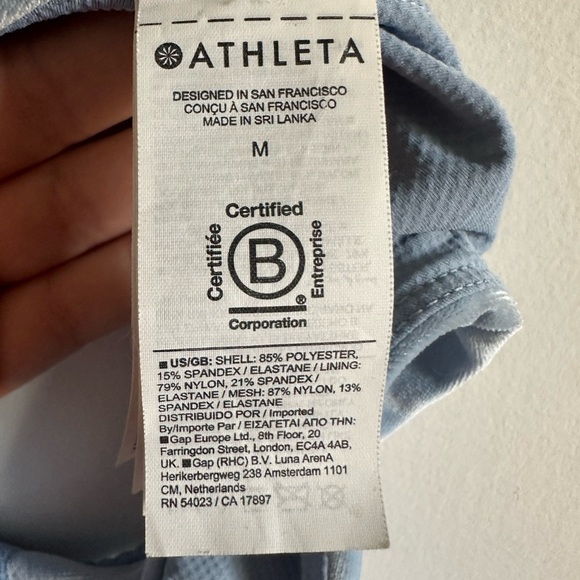 ATHLETA
DESIGNED IN SAN FRANCISCO
CONÇU À SAN FRANCISCO
MADE IN SRI LANKA
M
Certified
Certifiée
B
Entreprise
®
Corporation
US/GB: SHELL: 85% POLYESTER,
15% SPANDEX / ELASTANE / LINING:
79% NYLON, 21% SPANDEX /
ELASTANE / MESH: 87% NYLON, 13%
SPANDEX / ELASTANE
DISTRIBUTED POR / Imported
By/Importe Par / ΕΙΣΑΓΕΤΑΙ ΑΠΟ ΤΗΝ:
Gap Europe Ltd., 8th Floor, 20
Farringdon Street, London, EC4A 4AB,
UK. Gap (RHC) B.V. Luna ArenA
Herikerbergweg 238 Amsterdam 1101
CM, Netherlands
RN 54023 / CA 17897